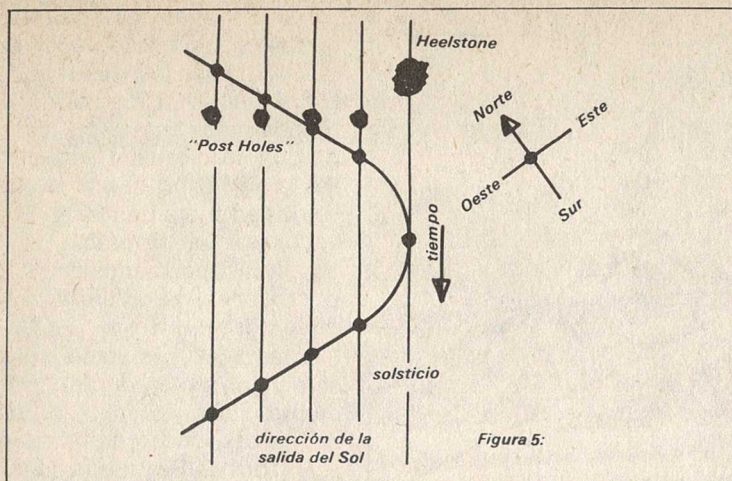 Heelstone
"Post Holes"
Norte
Este
Oeste
Sur
tiempo
solsticio
dirección de la
salida del Sol
Figura 5: